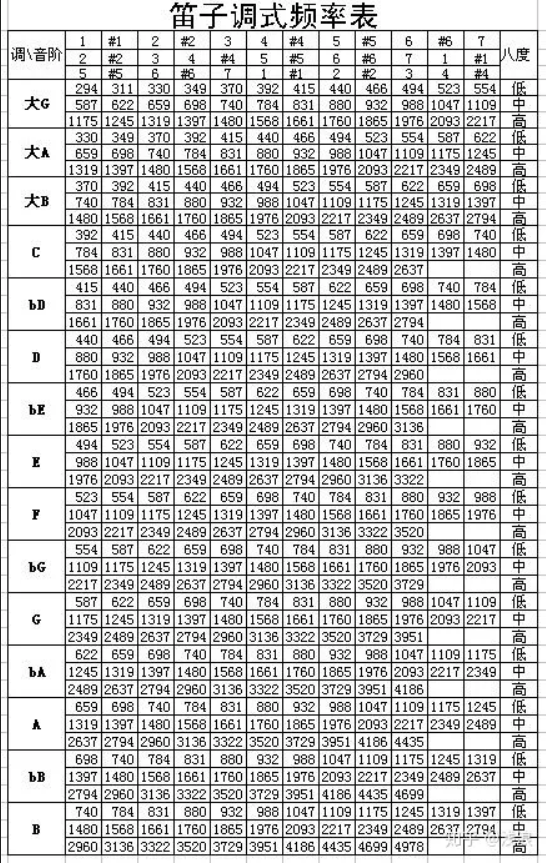 笛子调式频率表
1 #1 2 #2 3 4 #4 5 #5 6 #6 7
调\音阶 2 #2 3 4 #4 5 #5 6 #6 7 1 #1 八度
5 #5 6 #6 7 1 #1 2 #2 3 4 #4
294 311 330 349 370 392 415 440 466 494 523 554 低
大G 587 622 659 698 740 784 831 880 932 988 1047 1109 中
1175 1245 1319 1397 1480 1568 1661 1760 1865 1976 2093 2217 高
330 349 370 392 415 440 466 494 523 554 587 622 低
大A 659 698 740 784 831 880 932 988 1047 1109 1175 1245 中
1319 1397 1480 1568 1661 1760 1865 1976 2093 2217 2349 2489 高
370 392 415 440 466 494 523 554 587 622 659 698 低
大B 740 784 831 880 932 988 1047 1109 1175 1245 1319 1397 中
1480 1568 1661 1760 1865 1976 2093 2217 2349 2489 2637 2794 高
392 415 440 466 494 523 554 587 622 659 698 740 低
C 784 831 880 932 988 1047 1109 1175 1245 1319 1397 1480 中
1568 1661 1760 1865 1976 2093 2217 2349 2489 2637 高
415 440 466 494 523 554 587 622 659 698 740 784 低
bD 831 880 932 988 1047 1109 1175 1245 1319 1397 1480 1568 中
1661 1760 1865 1976 2093 2217 2349 2489 2637 2794 高
440 466 494 523 554 587 622 659 698 740 784 831 低
D 880 932 988 1047 1109 1175 1245 1319 1397 1480 1568 1661 中
1760 1865 1976 2093 2217 2349 2489 2637 2794 2960 高
466 494 523 554 587 622 659 698 740 784 831 880 低
bE 932 988 1047 1109 1175 1245 1319 1397 1480 1568 1661 1760 中
1865 1976 2093 2217 2349 2489 2637 2794 2960 3136 高
494 523 554 587 622 659 698 740 784 831 880 932 低
E 988 1047 1109 1175 1245 1319 1397 1480 1568 1661 1760 1865 中
1976 2093 2217 2349 2489 2637 2794 2960 3136 3322 高
523 554 587 622 659 698 740 784 831 880 932 988 低
F 1047 1109 1175 1245 1319 1397 1480 1568 1661 1760 1865 1976 中
2093 2217 2349 2489 2637 2794 2960 3136 3322 3520 高
554 587 622 659 698 740 784 831 880 932 988 1047 低
bG 1109 1175 1245 1319 1397 1480 1568 1661 1760 1865 1976 2093 中
2217 2349 2489 2637 2794 2960 3136 3322 3520 3729 高
587 622 659 698 740 784 831 880 932 988 1047 1109 低
G 1175 1245 1319 1397 1480 1568 1661 1760 1865 1976 2093 2217 中
2349 2489 2637 2794 2960 3136 3322 3520 3729 3951 高
622 659 698 740 784 831 880 932 988 1047 1109 1175 低
bA 1245 1319 1397 1480 1568 1661 1760 1865 1976 2093 2217 2349 中
2489 2637 2794 2960 3136 3322 3520 3729 3951 4186 高
659 698 740 784 831 880 932 988 1047 1109 1175 1245 低
A 1319 1397 1480 1568 1661 1760 1865 1976 2093 2217 2349 2489 中
2637 2794 2960 3136 3322 3520 3729 3951 4186 4435 高
698 740 784 831 880 932 988 1047 1109 1175 1245 1319 低
bB 1397 1480 1568 1661 1760 1865 1976 2093 2217 2349 2489 2637 中
2794 2960 3136 3322 3520 3729 3951 4186 4435 4699 高
740 784 831 880 932 988 1047 1109 1175 1245 1319 1397 低
B 1480 1568 1661 1760 1865 1976 2093 2217 2349 2489 2637 2794 中
2960 3136 3322 3520 3729 3951 4186 4435 4699 4978 高
知乎